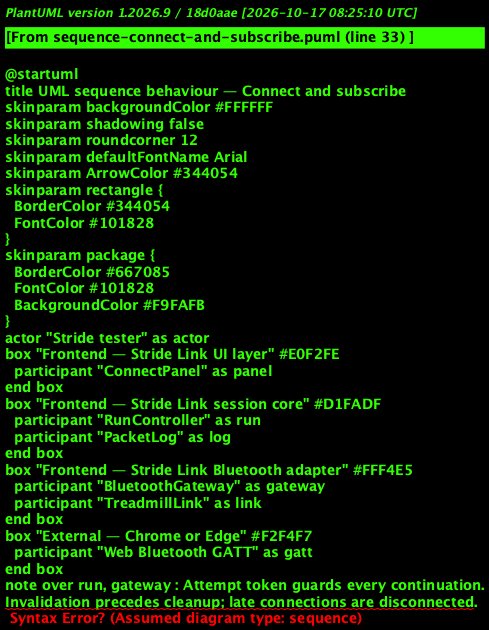 PlantUML version 1.2026.9 / 18d0aae [2026-10-17 08:25:10 UTC]
[From sequence-connect-and-subscribe.puml (line 33) ]
@startuml
title UML sequence behaviour — Connect and subscribe
skinparam backgroundColor #FFFFFF
skinparam shadowing false
skinparam roundcorner 12
skinparam defaultFontName Arial
skinparam ArrowColor #344054
skinparam rectangle {
  BorderColor #344054
  FontColor #101828
}
skinparam package {
  BorderColor #667085
  FontColor #101828
  BackgroundColor #F9FAFB
}
actor "Stride tester" as actor
box "Frontend — Stride Link UI layer" #E0F2FE
  participant "ConnectPanel" as panel
end box
box "Frontend — Stride Link session core" #D1FADF
  participant "RunController" as run
  participant "PacketLog" as log
end box
box "Frontend — Stride Link Bluetooth adapter" #FFF4E5
  participant "BluetoothGateway" as gateway
  participant "TreadmillLink" as link
end box
box "External — Chrome or Edge" #F2F4F7
  participant "Web Bluetooth GATT" as gatt
end box
note over run, gateway : Attempt token guards every continuation.
Invalidation precedes cleanup; late connections are disconnected.
 Syntax Error? (Assumed diagram type: sequence)